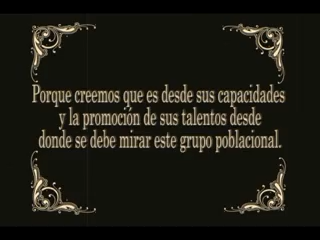 Porque creemos que es desde sus capacidades
y la promoción de sus talentos desde
donde se debe mirar este grupo poblacional.